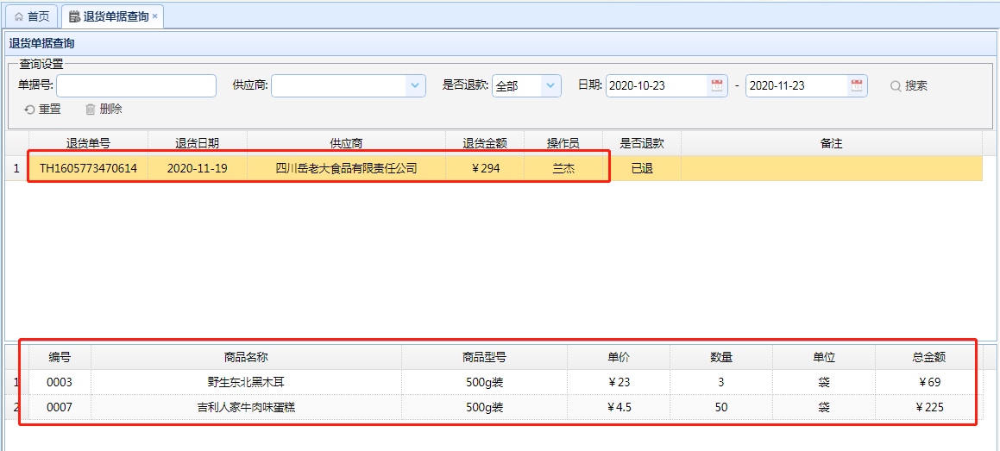 首页 退货单据查询 ×
退货单据查询
查询设置
单据号: 供应商: 是否退款: 全部 日期: 2020-10-23 - 2020-11-23 搜索
重置 删除
退货单号 退货日期 供应商 退货金额 操作员 是否退款 备注
1 TH1605773470614 2020-11-19 四川岳老大食品有限责任公司 ¥294 兰杰 已退
编号 商品名称 商品型号 单价 数量 单位 总金额
1 0003 野生东北黑木耳 500g装 ¥23 3 袋 ¥69
2 0007 吉利人家牛肉味蛋糕 500g装 ¥4.5 50 袋 ¥225